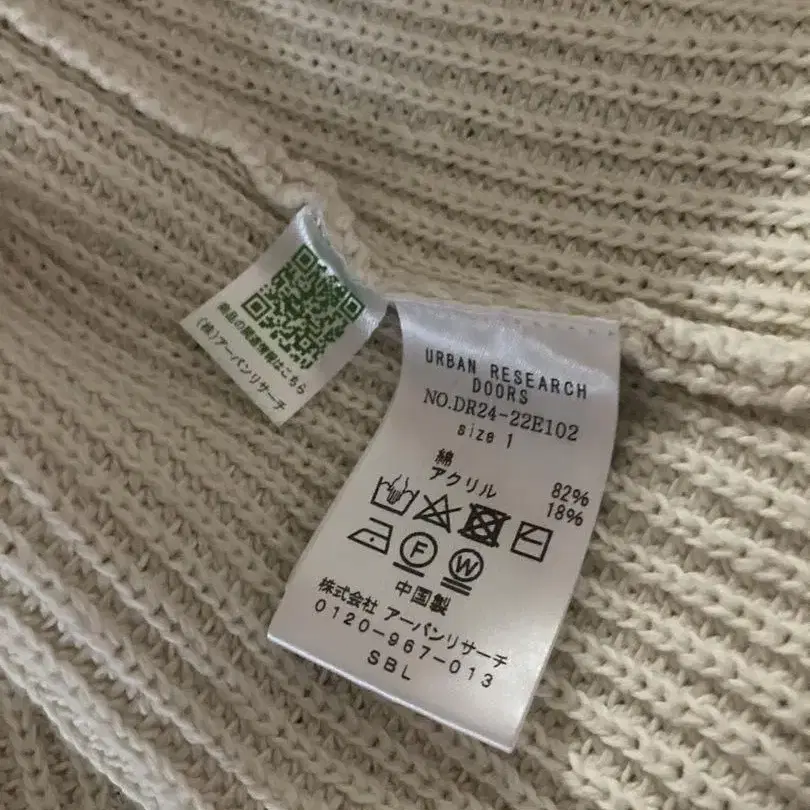 商品の関連情報はこちら
(株)アーバンリサーチ
URBAN RESEARCH
DOORS
NO.DR24-22E102
size 1
綿 82%
アクリル 18%
F W
中国製
株式会社 アーバンリサーチ
0120-967-013
SBL